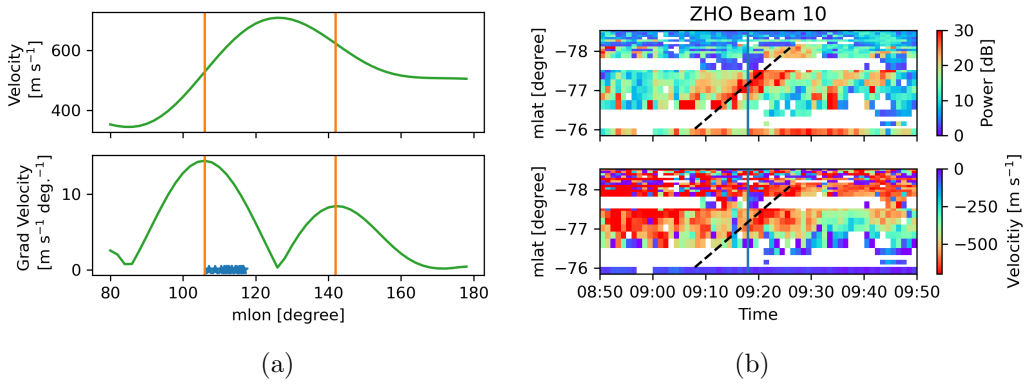 Velocity
[m s⁻¹]
600
400
Grad Velocity
[m s⁻¹ deg.⁻¹]
10
0
80 100 120 140 160 180
mlon [degree]
(a)
ZHO Beam 10
mlat [degree]
−78
−77
−76
30
20
10
0
Power [dB]
mlat [degree]
−78
−77
−76
0
−250
−500
Velocitiy [m s⁻¹]
08:50 09:00 09:10 09:20 09:30 09:40 09:50
Time
(b)